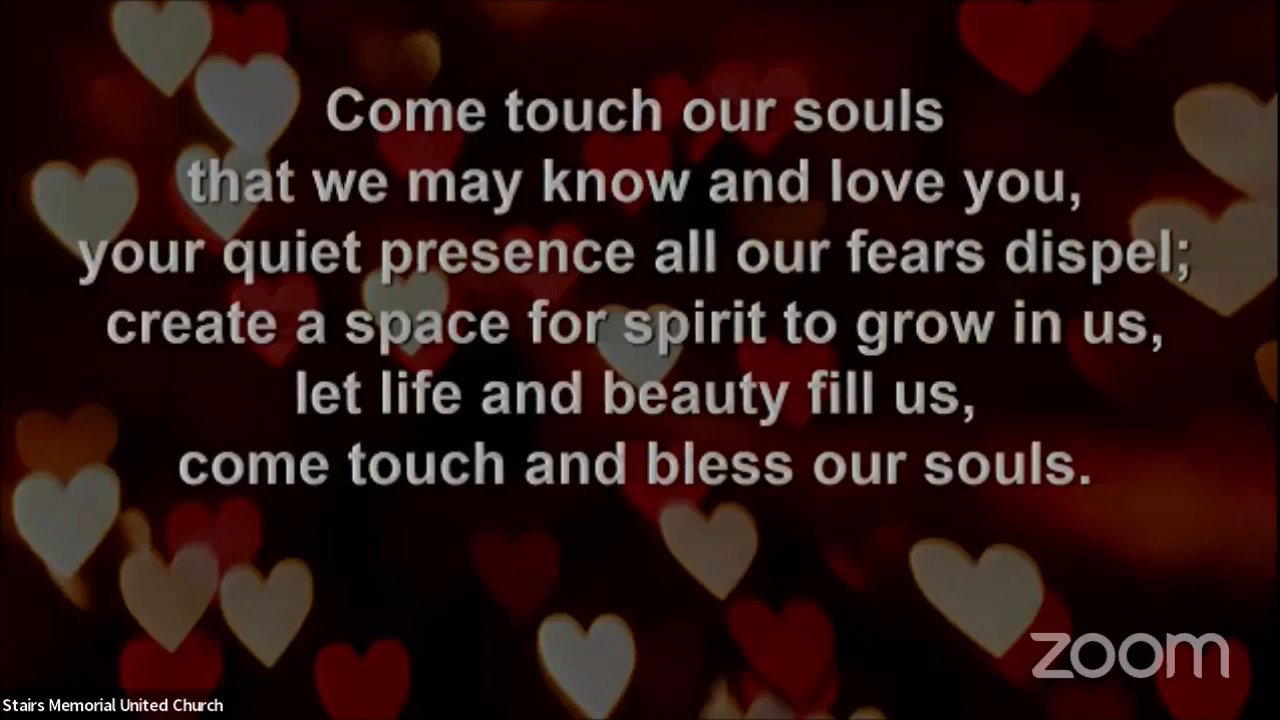 Come touch our souls
that we may know and love you,
your quiet presence all our fears dispel;
create a space for spirit to grow in us,
let life and beauty fill us,
come touch and bless our souls.
zoom
Stairs Memorial United Church